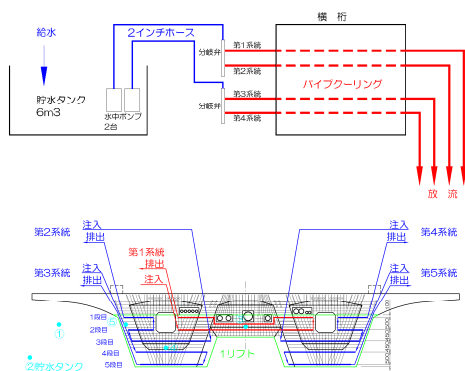 横 桁
給水
2インチホース
分岐弁
第1系統
第2系統
パイプクーリング
貯水タンク
6m3
水中ポンプ
2台
分岐弁
第3系統
第4系統
放 流
注入
排出
第2系統
第1系統
排出
注入
注入
排出
第4系統
第3系統
注入
排出
注入
排出
第5系統
1段目
2段目
3段目
4段目
5段目
①
1リフト
2貯水タンク